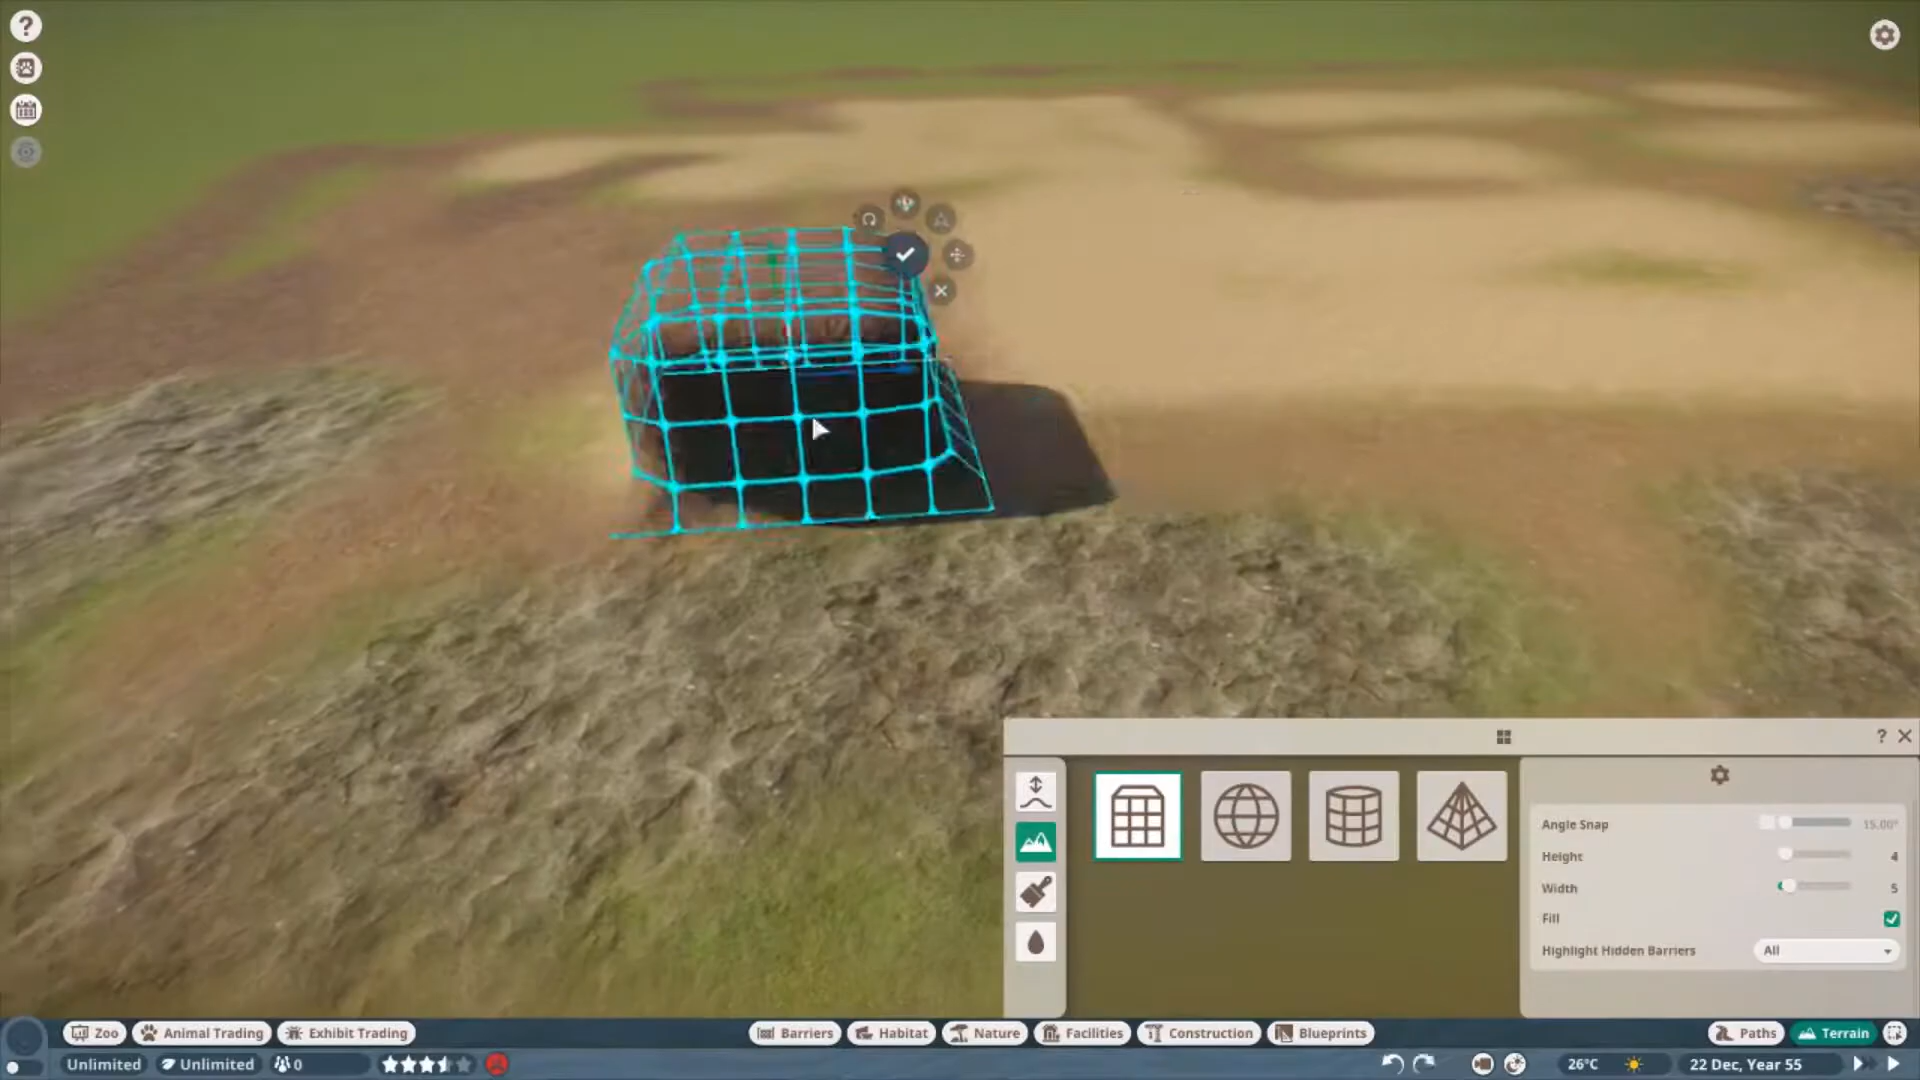 ?
? 
Angle Snap 15.00°
Height 4
Width 5
Fill
Highlight Hidden Barriers All
Zoo Animal Trading Exhibit Trading Barriers Habitat Nature Facilities Construction Blueprints Paths Terrain
Unlimited Unlimited 0 26°C 22 Dec, Year 55